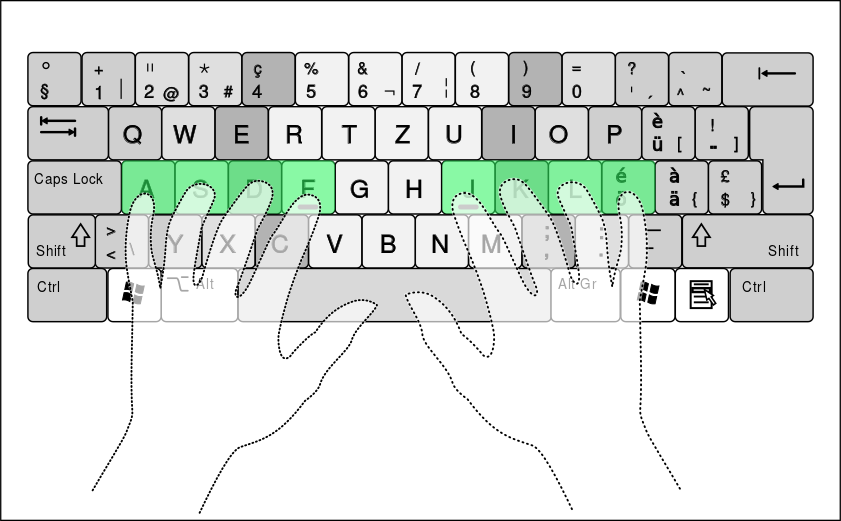 ° + " * ç % & / ( ) = ? `
§ 1 | 2 @ 3 # 4 5 6 ¬ 7 ¦ 8 9 0 ' ´ ^ ~
Q W E R T Z U I O P è ü [ ! - ]
Caps Lock A S D F G H J K L é ö à ä { £ $ }
Shift > < \ Y X C V B N M ; , : . _ - Shift
Ctrl Alt Alt Gr Ctrl